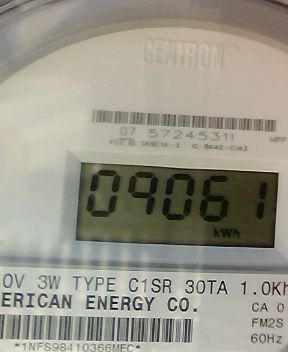 CENTRON®
07 57245311
09061
kWh
0V 3W TYPE C1SR 30TA 1.0Kh
ERICAN ENERGY CO.
CA 0
FM2S
60Hz
*1NFS98410366MEC*